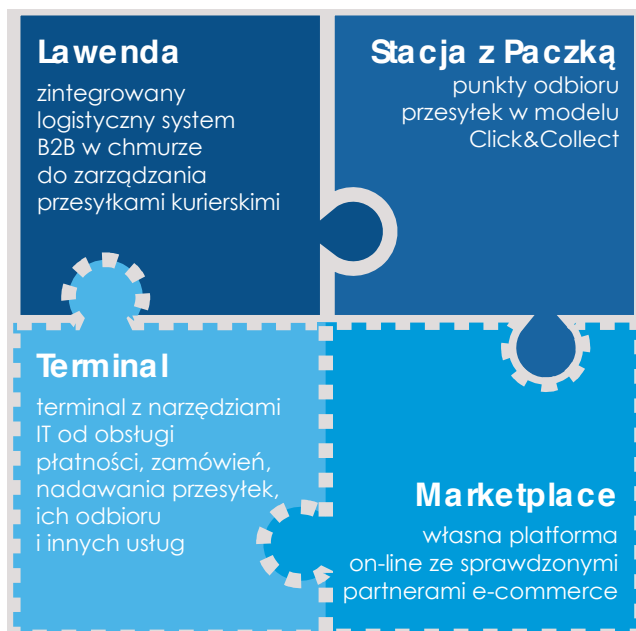 Lawenda
zintegrowany
logistyczny system
B2B w chmurze
do zarządzania
przesyłkami kurierskimi
Stacja z Paczką
punkty odbioru
przesyłek w modelu
Click&Collect
Terminal
terminal z narzędziami
IT od obsługi
płatności, zamówień,
nadawania przesyłek,
ich odbioru
i innych usług
Marketplace
własna platforma
on-line ze sprawdzonymi
partnerami e-commerce